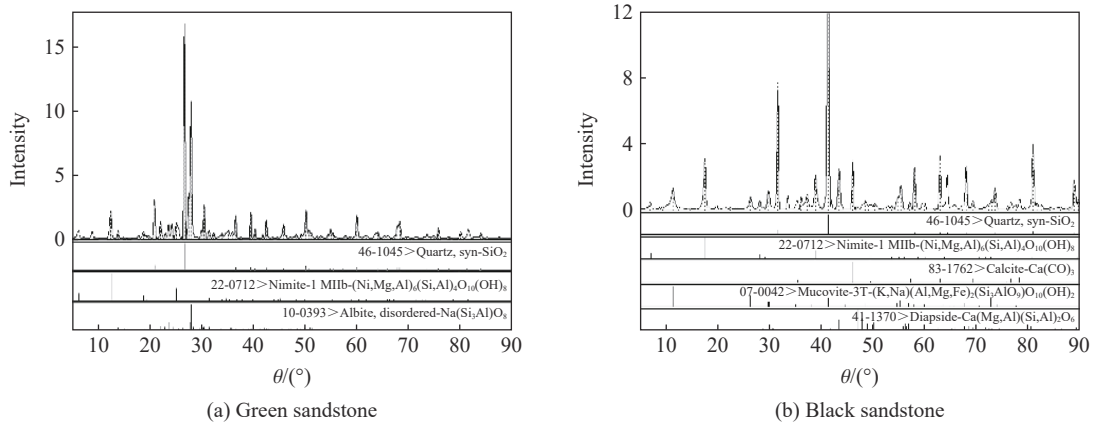 15
10
5
0
Intensity
46-1045>Quartz, syn-SiO₂
22-0712>Nimite-1 MIIb-(Ni,Mg,Al)₆(Si,Al)₄O₁₀(OH)₈
10-0393>Albite, disordered-Na(Si₃Al)O₈
10 20 30 40 50 60 70 80 90
θ/(°)
(a) Green sandstone
12
8
4
0
Intensity
46-1045>Quartz, syn-SiO₂
22-0712>Nimite-1 MIIb-(Ni,Mg,Al)₆(Si,Al)₄O₁₀(OH)₈
83-1762>Calcite-Ca(CO)₃
07-0042>Mucovite-3T-(K,Na)(Al,Mg,Fe)₂(Si₃AlO₉)O₁₀(OH)₂
41-1370>Diapside-Ca(Mg,Al)(Si,Al)₂O₆
10 20 30 40 50 60 70 80 90
θ/(°)
(b) Black sandstone